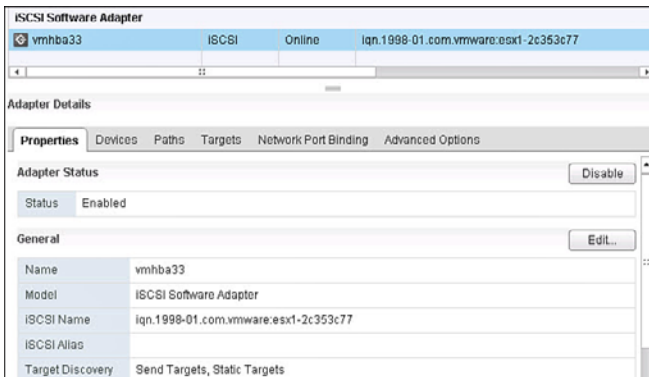 iSCSI Software Adapter
vmhba33 iSCSI Online iqn.1998-01.com.vmware:esx1-2c353c77
Adapter Details
Properties Devices Paths Targets Network Port Binding Advanced Options
Adapter Status Disable
Status Enabled
General Edit...
Name vmhba33
Model iSCSI Software Adapter
iSCSI Name iqn.1998-01.com.vmware:esx1-2c353c77
iSCSI Alias
Target Discovery Send Targets, Static Targets